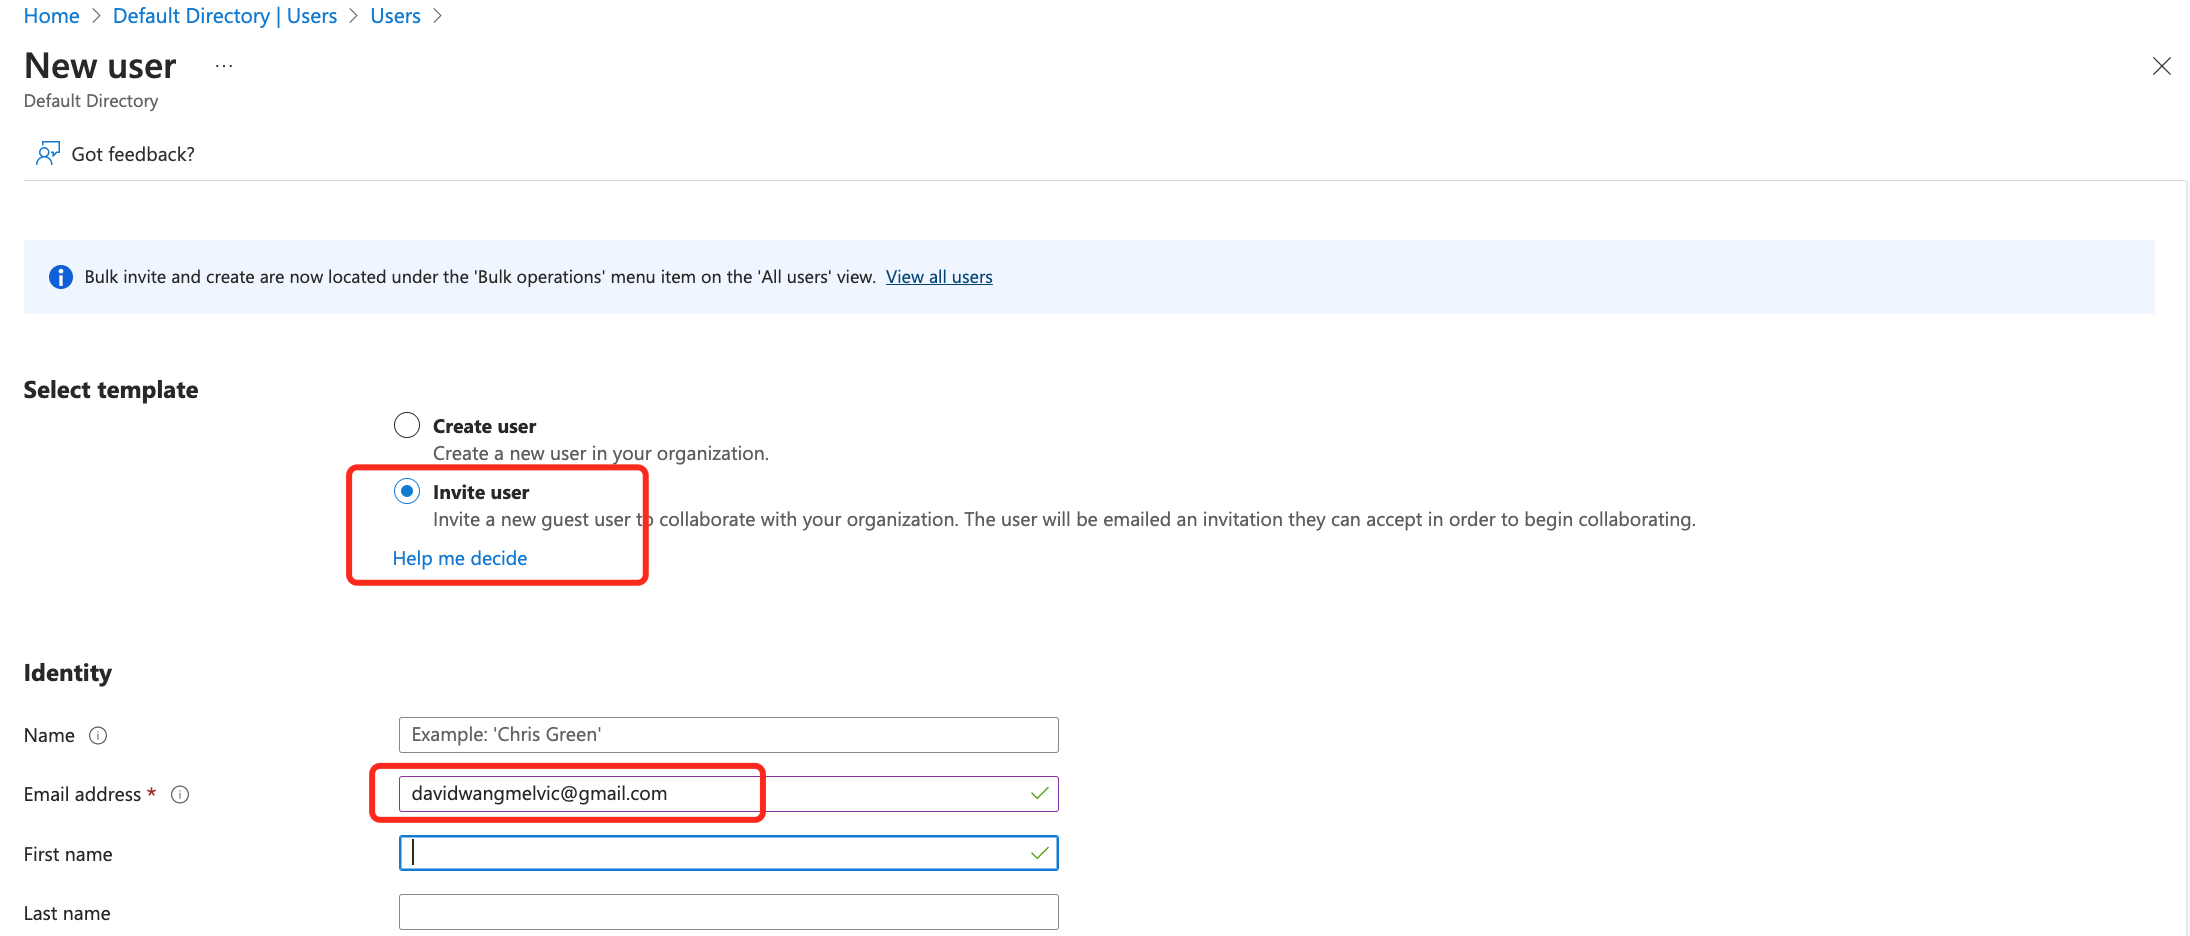 Home > Default Directory | Users > Users >
New user ...
Default Directory
Got feedback?
Bulk invite and create are now located under the 'Bulk operations' menu item on the 'All users' view. View all users
Select template
Create user
Create a new user in your organization.
Invite user
Invite a new guest user to collaborate with your organization. The user will be emailed an invitation they can accept in order to begin collaborating.
Help me decide
Identity
Name
Example: 'Chris Green'
Email address *
davidwangmelvic@gmail.com
First name
Last name